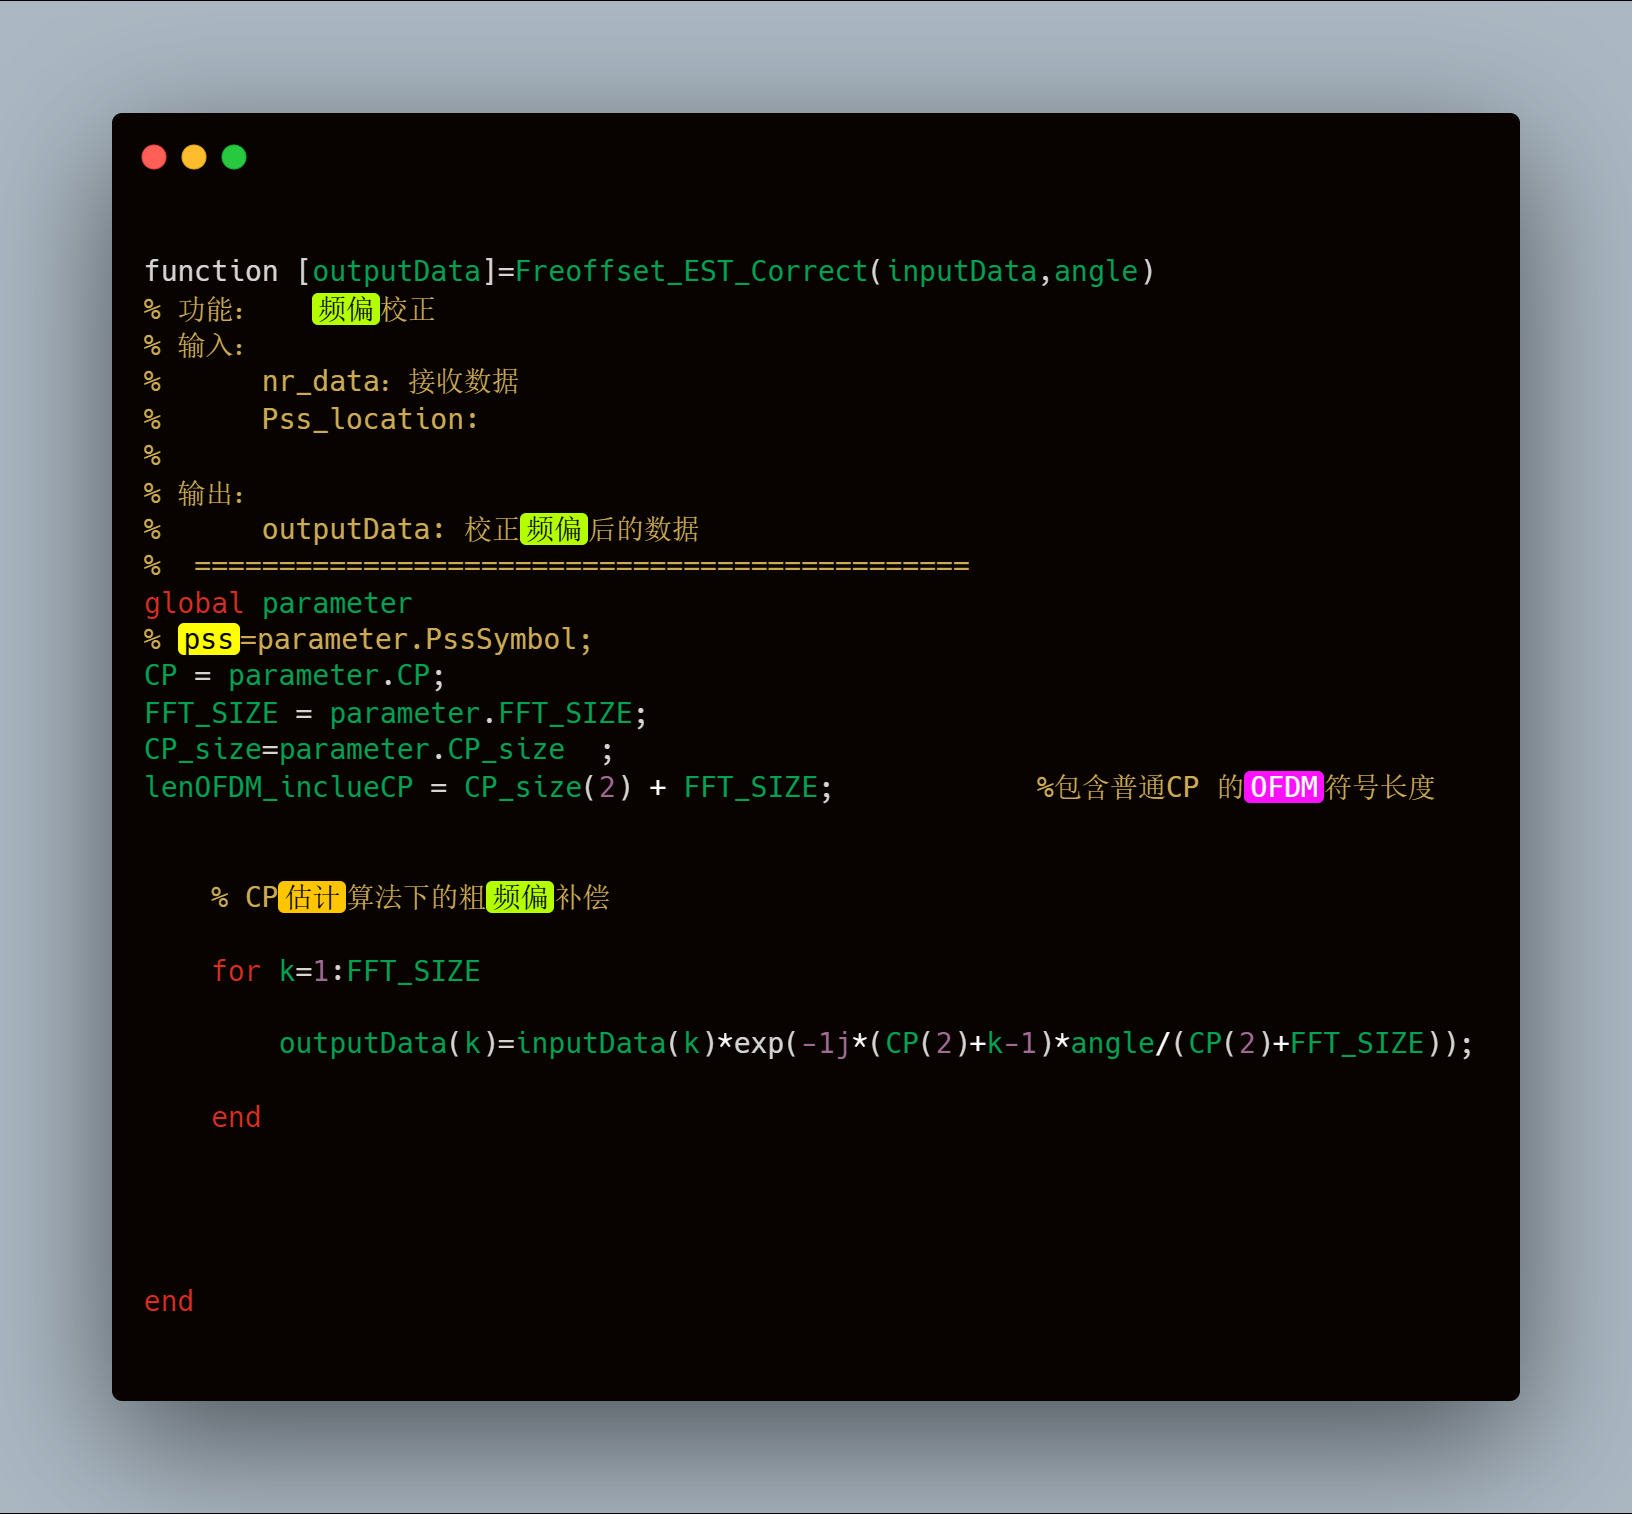 function [outputData]=Freoffset_EST_Correct(inputData,angle)
% 功能：   频偏校正
% 输入：
%      nr_data：接收数据
%      Pss_location:
%
% 输出：
%      outputData: 校正频偏后的数据
%  ==============================================
global parameter
% pss=parameter.PssSymbol;
CP = parameter.CP;
FFT_SIZE = parameter.FFT_SIZE;
CP_size=parameter.CP_size  ;
lenOFDM_inclueCP = CP_size(2) + FFT_SIZE;            %包含普通CP 的OFDM符号长度
    % CP估计算法下的粗频偏补偿
    for k=1:FFT_SIZE
        outputData(k)=inputData(k)*exp(-1j*(CP(2)+k-1)*angle/(CP(2)+FFT_SIZE));
    end
end